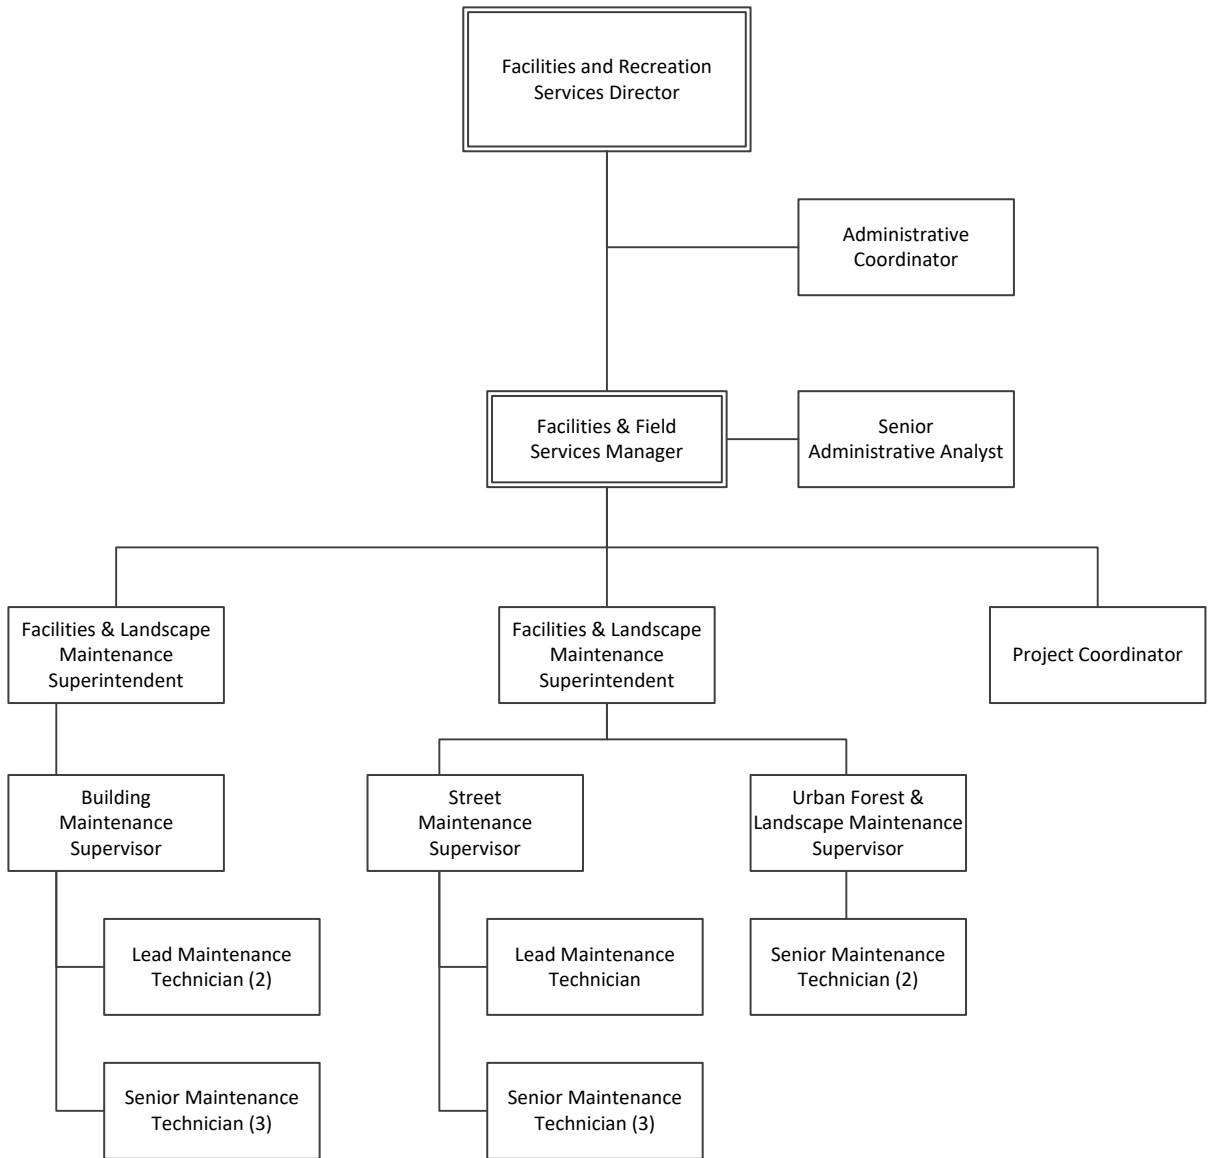 Facilities and Recreation
Services Director
Administrative
Coordinator
Facilities & Field
Services Manager
Senior
Administrative Analyst
Facilities & Landscape
Maintenance
Superintendent
Facilities & Landscape
Maintenance
Superintendent
Project Coordinator
Building
Maintenance
Supervisor
Street
Maintenance
Supervisor
Urban Forest &
Landscape Maintenance
Supervisor
Lead Maintenance
Technician (2)
Lead Maintenance
Technician
Senior Maintenance
Technician (2)
Senior Maintenance
Technician (3)
Senior Maintenance
Technician (3)